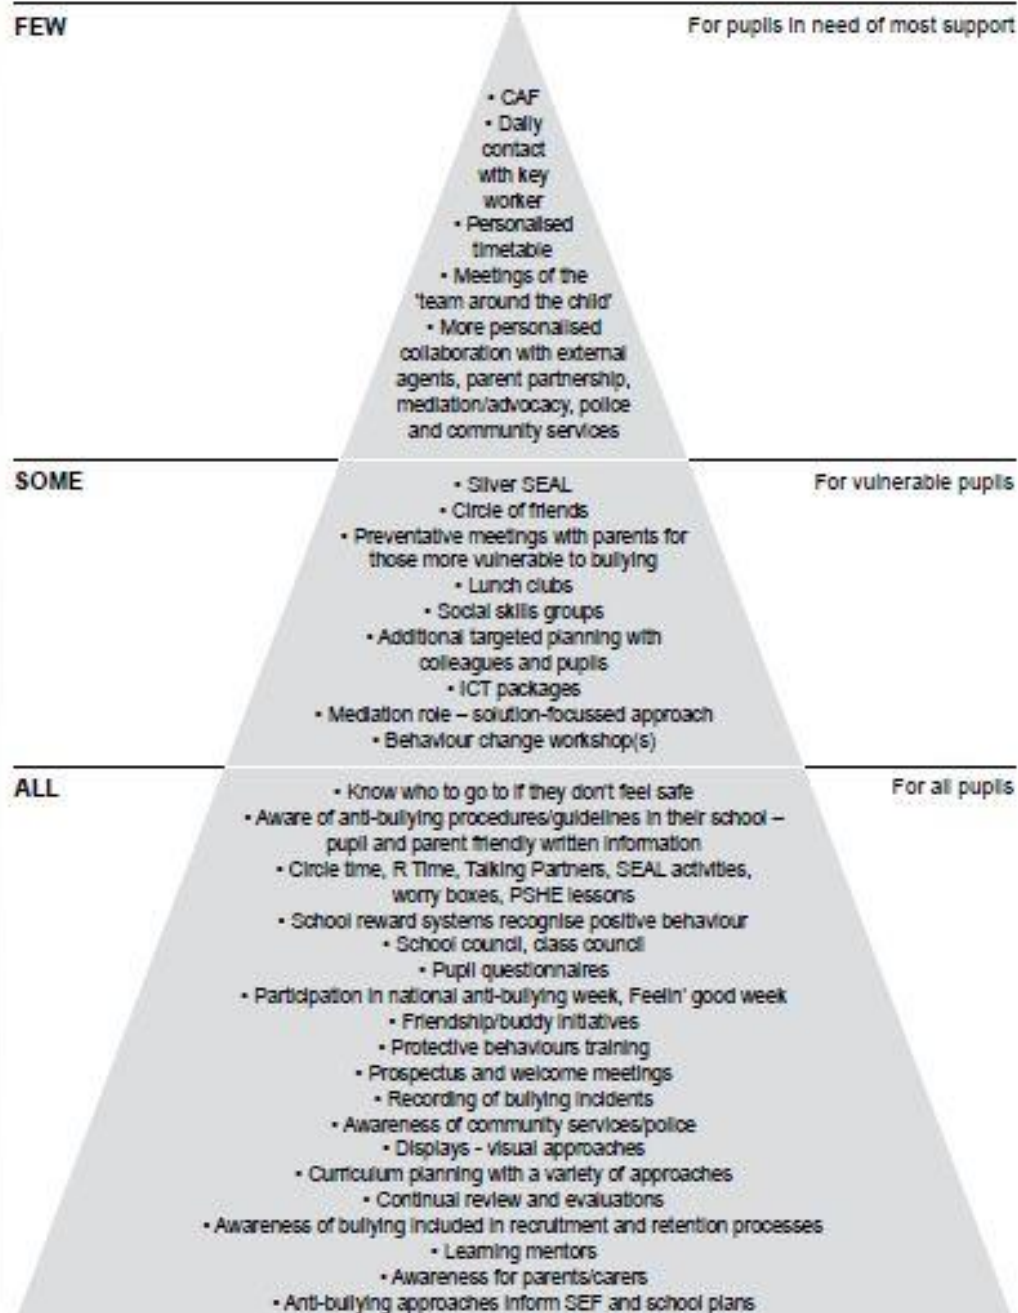 FEW
For pupils in need of most support
• CAF
• Daily
contact
with key
worker
• Personalised
timetable
• Meetings of the
'team around the child'
• More personalised
collaboration with external
agents, parent partnership,
mediation/advocacy, police
and community services
SOME
For vulnerable pupils
• Silver SEAL
• Circle of friends
• Preventative meetings with parents for
those more vulnerable to bullying
• Lunch clubs
• Social skills groups
• Additional targeted planning with
colleagues and pupils
• ICT packages
• Mediation role – solution-focussed approach
• Behaviour change workshop(s)
ALL
For all pupils
• Know who to go to if they don't feel safe
• Aware of anti-bullying procedures/guidelines in their school –
pupil and parent friendly written information
• Circle time, R Time, Talking Partners, SEAL activities,
worry boxes, PSHE lessons
• School reward systems recognise positive behaviour
• School council, class council
• Pupil questionnaires
• Participation in national anti-bullying week, Feelin' good week
• Friendship/buddy initiatives
• Protective behaviours training
• Prospectus and welcome meetings
• Recording of bullying incidents
• Awareness of community services/police
• Displays - visual approaches
• Curriculum planning with a variety of approaches
• Continual review and evaluations
• Awareness of bullying included in recruitment and retention processes
• Learning mentors
• Awareness for parents/carers
• Anti-bullying approaches inform SEF and school plans